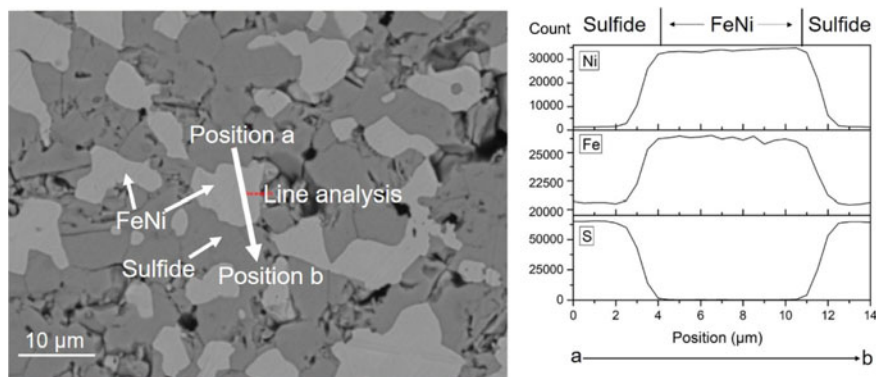 Position a
Line analysis
FeNi
Sulfide
Position b
10 µm
Count
Sulfide
FeNi
Sulfide
Ni
30000
20000
10000
0
Fe
25000
22500
20000
S
50000
25000
0
0
2
4
6
8
10
12
14
Position (µm)
a
b